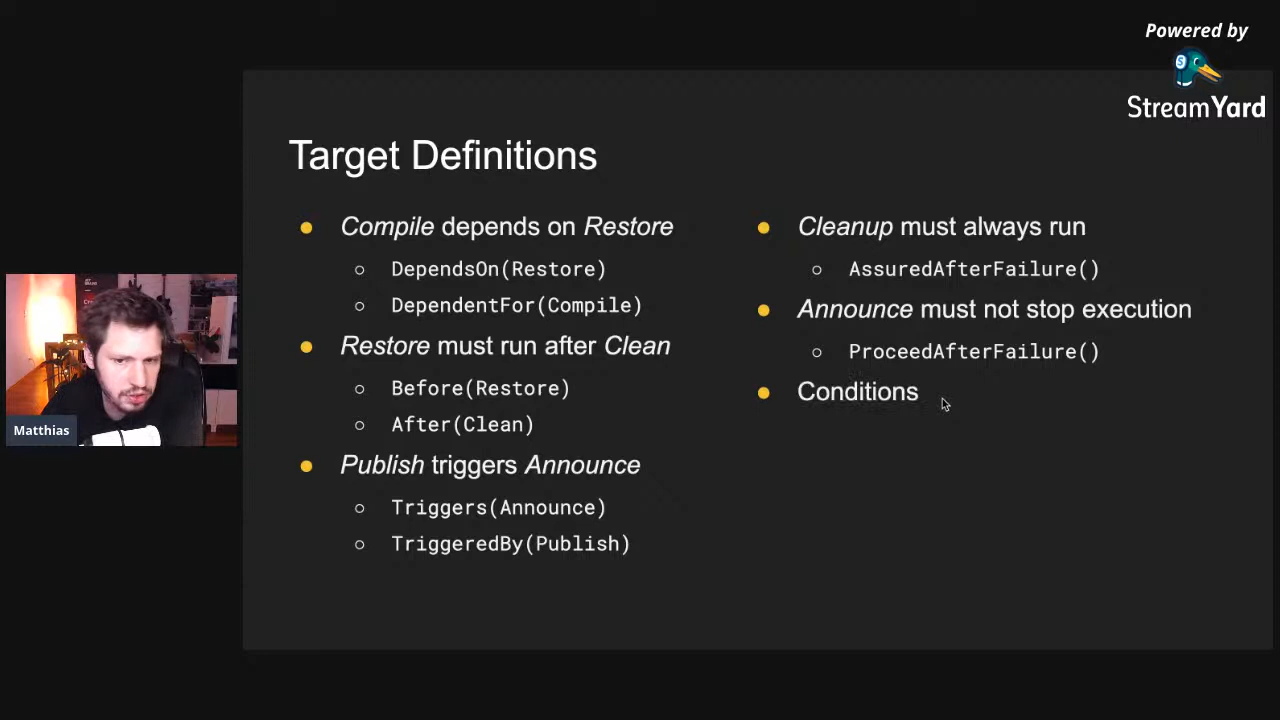 Powered by
StreamYard
Target Definitions
Compile depends on Restore
DependsOn(Restore)
DependentFor(Compile)
Restore must run after Clean
Before(Restore)
After(Clean)
Publish triggers Announce
Triggers(Announce)
TriggeredBy(Publish)
Cleanup must always run
AssuredAfterFailure()
Announce must not stop execution
ProceedAfterFailure()
Conditions
Matthias